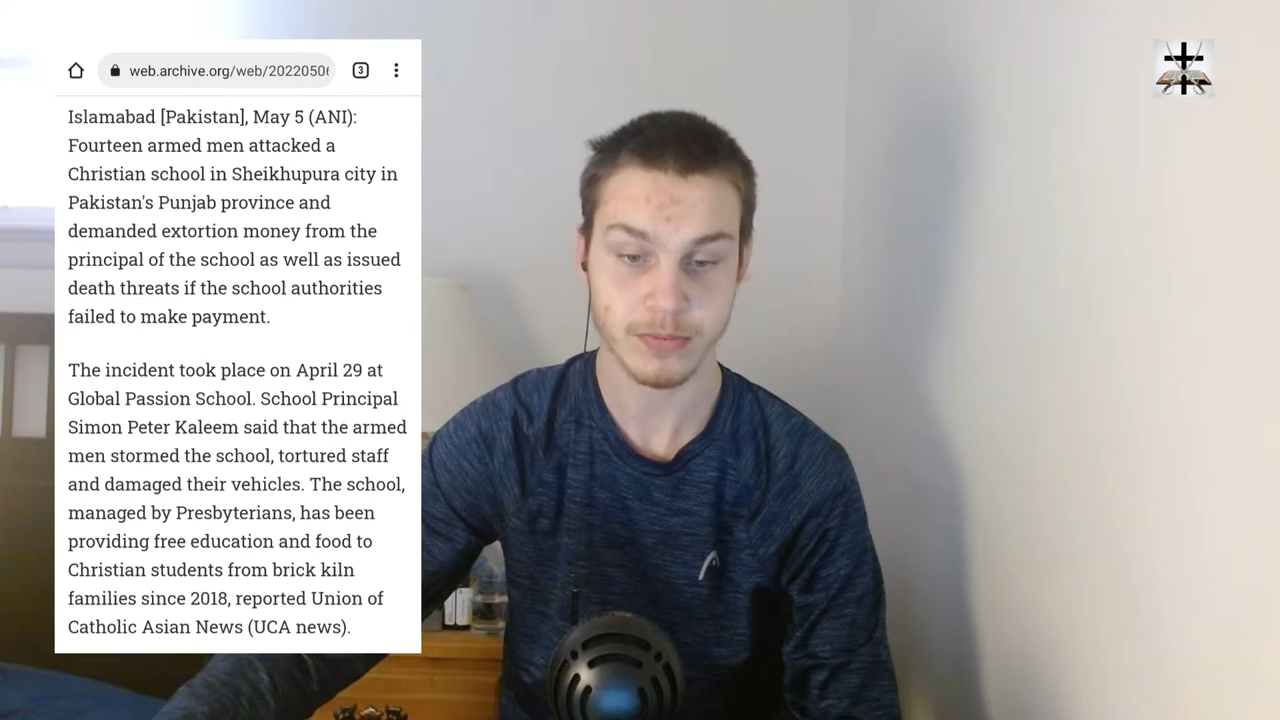 web.archive.org/web/20220506
3
Islamabad [Pakistan], May 5 (ANI):
Fourteen armed men attacked a
Christian school in Sheikhupura city in
Pakistan's Punjab province and
demanded extortion money from the
principal of the school as well as issued
death threats if the school authorities
failed to make payment.
The incident took place on April 29 at
Global Passion School. School Principal
Simon Peter Kaleem said that the armed
men stormed the school, tortured staff
and damaged their vehicles. The school,
managed by Presbyterians, has been
providing free education and food to
Christian students from brick kiln
families since 2018, reported Union of
Catholic Asian News (UCA news).